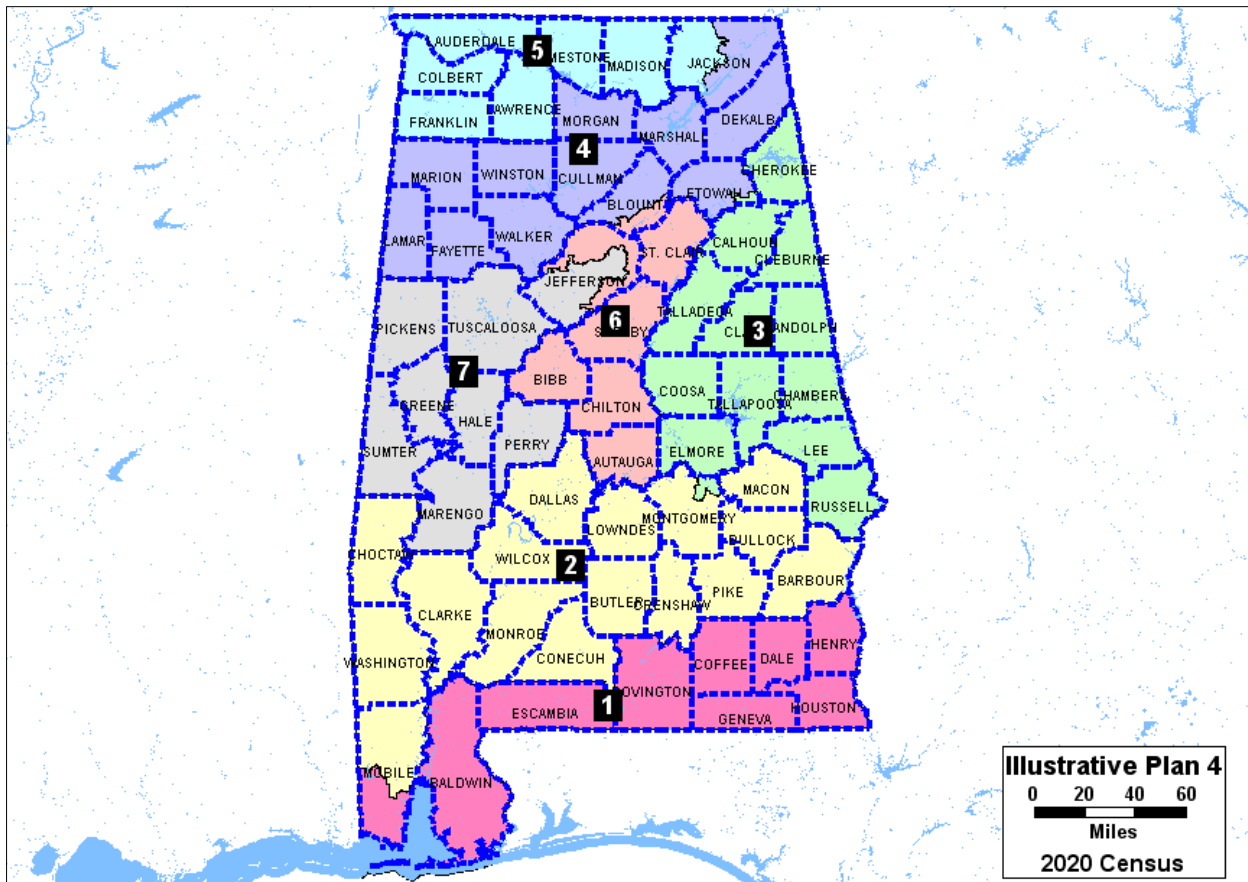 LAUDERDALE
5
MESTONE
MADISON
JACKSON
COLBERT
LAWRENCE
FRANKLIN
MORGAN
MARSHALL
DEKALB
4
MARION
WINSTON
CULLMAN
CHEROKEE
ETOWAH
BLOUNT
LAMAR
FAYETTE
WALKER
CALHOUN
ST. CLAIR
CLEBURNE
JEFFERSON
PICKENS
TUSCALOOSA
6
TALLADEGA
3
ANDOLPH
7
BIBB
GREENE
HALE
CHILTON
COOSA
TALLAPOOSA
CHAMBERS
SUMTER
PERRY
AUTAUGA
ELMORE
LEE
DALLAS
MACON
RUSSELL
MARENGO
LOWNDES
MONTGOMERY
BULLOCK
CHOCTAW
WILCOX
2
BARBOUR
CLARKE
BUTLER
CRENSHAW
PIKE
MONROE
WASHINGTON
CONECUH
COFFEE
DALE
HENRY
OVINGTON
ESCAMBIA
1
GENEVA
HOUSTON
MOBILE
BALDWIN
Illustrative Plan 4
0 20 40 60
Miles
2020 Census